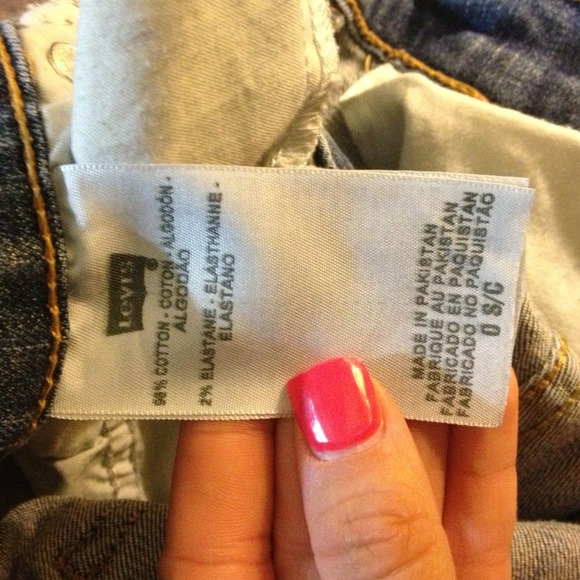 LEVI'S
98% COTTON - COTON - ALGODÓN -
ALGODÃO
2% ELASTANE - ELASTHANNE -
ELASTANO
MADE IN PAKISTAN
FABRIQUE AU PAKISTAN
FABRICADO EN PAQUISTAN
FABRICADO NO PAQUISTÃO
0 S/C